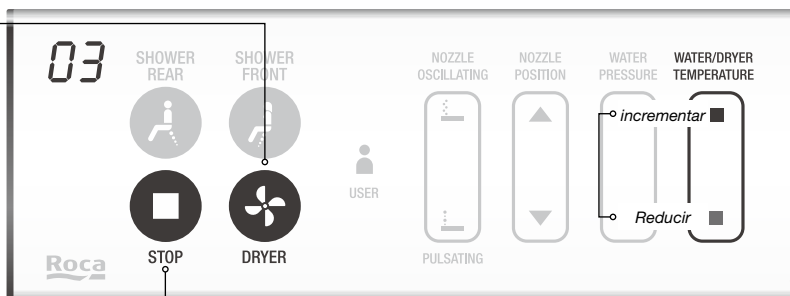 03
SHOWER
REAR
SHOWER
FRONT
NOZZLE
OSCILLATING
NOZZLE
POSITION
WATER
PRESSURE
WATER/DRYER
TEMPERATURE
incrementar
USER
Reducir
STOP
DRYER
PULSATING
Roca